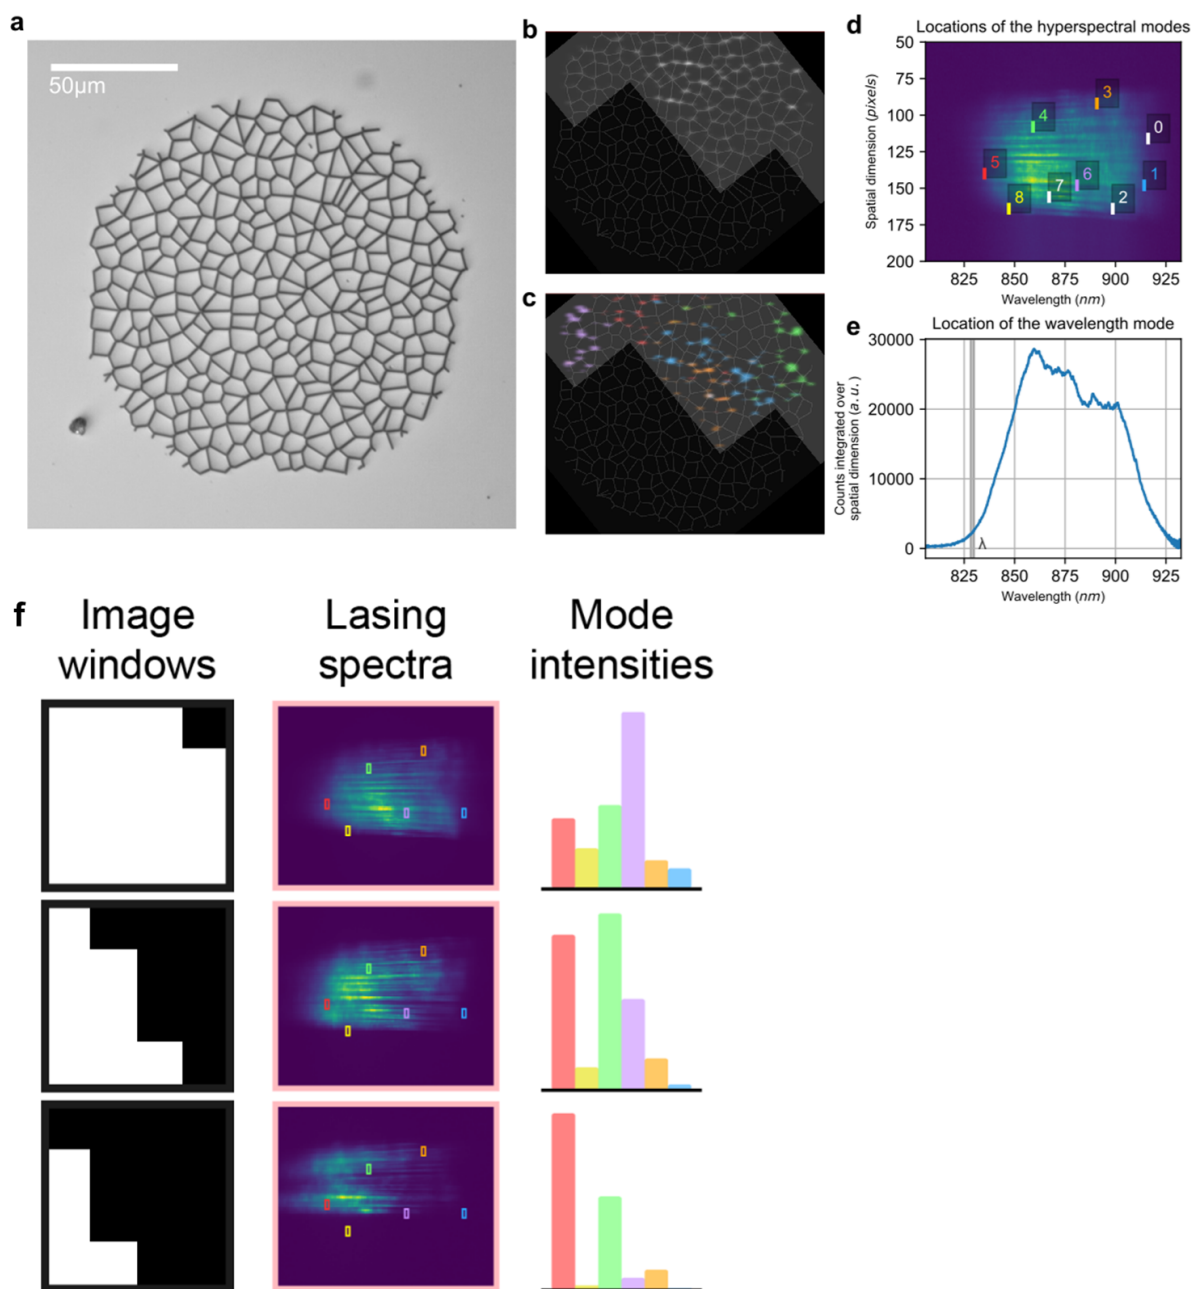 a
50µm
b
c
d
Locations of the hyperspectral modes
50
75
100
125
150
175
200
Spatial dimension (pixels)
3
4
0
5
6
1
7
8
2
825
850
875
900
925
Wavelength (nm)
e
Location of the wavelength mode
30000
20000
10000
0
Counts integrated over
spatial dimension (a.u.)
λ
825
850
875
900
925
Wavelength (nm)
f
Image
windows
Lasing
spectra
Mode
intensities